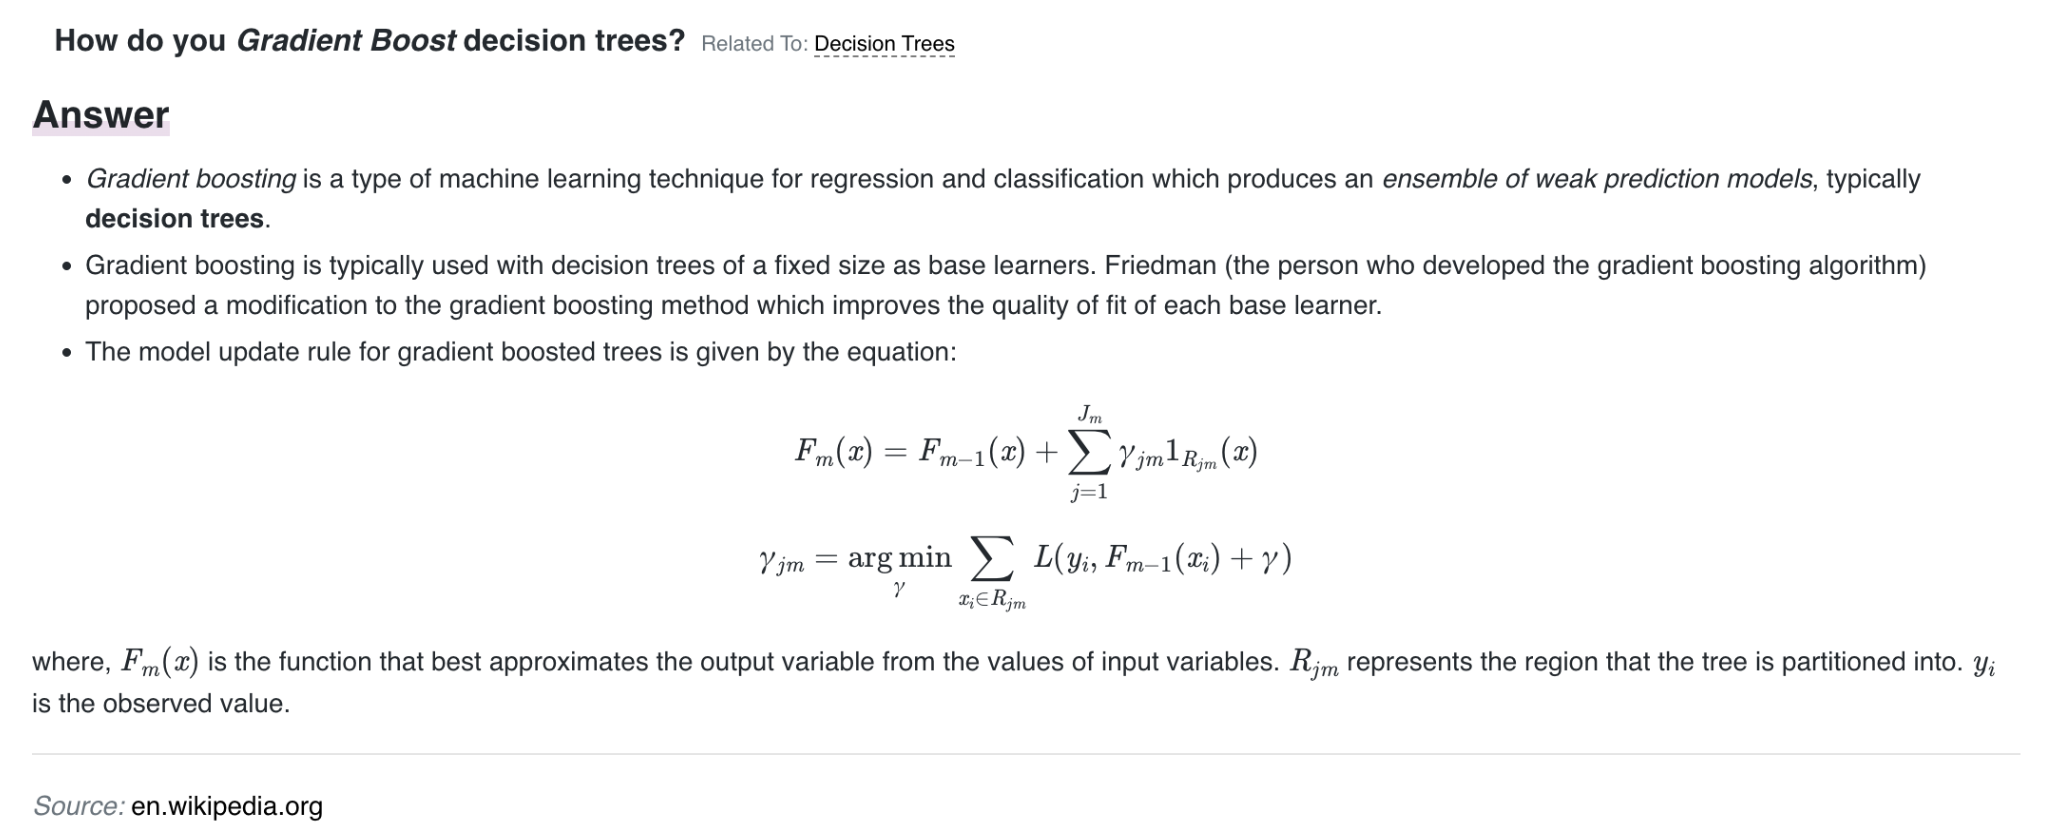 How do you Gradient Boost decision trees? Related To: Decision Trees
Answer
• Gradient boosting is a type of machine learning technique for regression and classification which produces an ensemble of weak prediction models, typically
decision trees.
• Gradient boosting is typically used with decision trees of a fixed size as base learners. Friedman (the person who developed the gradient boosting algorithm)
proposed a modification to the gradient boosting method which improves the quality of fit of each base learner.
• The model update rule for gradient boosted trees is given by the equation:
F_m(x) = F_{m−1}(x) + \sum_{j=1}^{J_m} γ_{jm} 1_{R_{jm}}(x)
γ_{jm} = \arg\min_γ \sum_{x_i ∈ R_{jm}} L(y_i, F_{m−1}(x_i) + γ)
where, F_m(x) is the function that best approximates the output variable from the values of input variables. R_{jm} represents the region that the tree is partitioned into. y_i
is the observed value.
Source: en.wikipedia.org